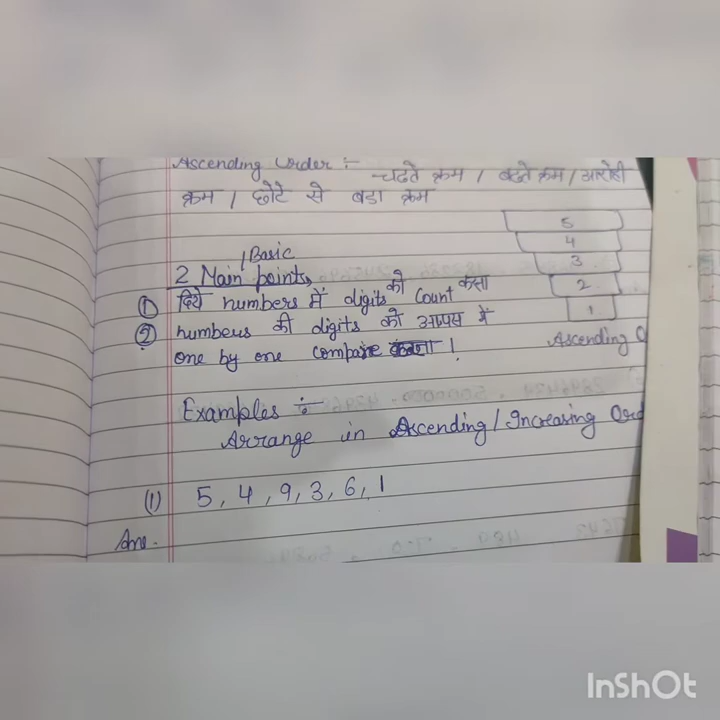 Ascending Order :- चढते क्रम / बढते क्रम / आरोही
क्रम / छोटे से बडा क्रम
Basic
2 Main points,
① दिये numbers में digits को Count करना
② numbers की digits को आपस में
one by one compare करना।
5
4
3
2
1
Ascending O
Examples :-
Arrange in Ascending / Increasing Ord
(1) 5, 4, 9, 3, 6, 1
Ans.
InShOt